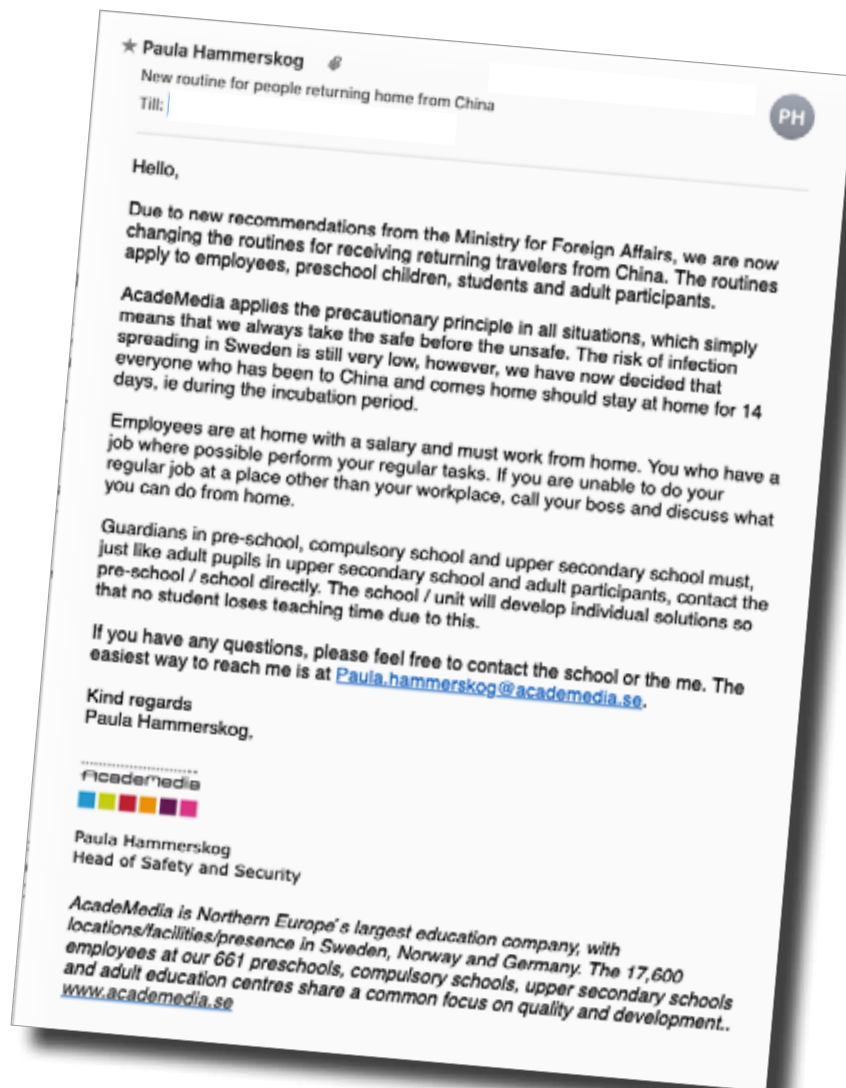 Paula Hammerskog
New routine for people returning home from China
Till:
PH
Hello,
Due to new recommendations from the Ministry for Foreign Affairs, we are now
changing the routines for receiving returning travelers from China. The routines
apply to employees, preschool children, students and adult participants.
AcadeMedia applies the precautionary principle in all situations, which simply
means that we always take the safe before the unsafe. The risk of infection
spreading in Sweden is still very low, however, we have now decided that
everyone who has been to China and comes home should stay at home for 14
days, ie during the incubation period.
Employees are at home with a salary and must work from home. You who have a
job where possible perform your regular tasks. If you are unable to do your
regular job at a place other than your workplace, call your boss and discuss what
you can do from home.
Guardians in pre-school, compulsory school and upper secondary school must,
just like adult pupils in upper secondary school and adult participants, contact the
pre-school / school directly. The school / unit will develop individual solutions so
that no student loses teaching time due to this.
If you have any questions, please feel free to contact the school or the me. The
easiest way to reach me is at Paula.hammerskog@academedia.se.
Kind regards
Paula Hammerskog.
AcadeMedia
Paula Hammerskog
Head of Safety and Security
AcadeMedia is Northern Europe´s largest education company, with
locations/facilities/presence in Sweden, Norway and Germany. The 17,600
employees at our 661 preschools, compulsory schools, upper secondary schools
and adult education centres share a common focus on quality and development..
www.academedia.se